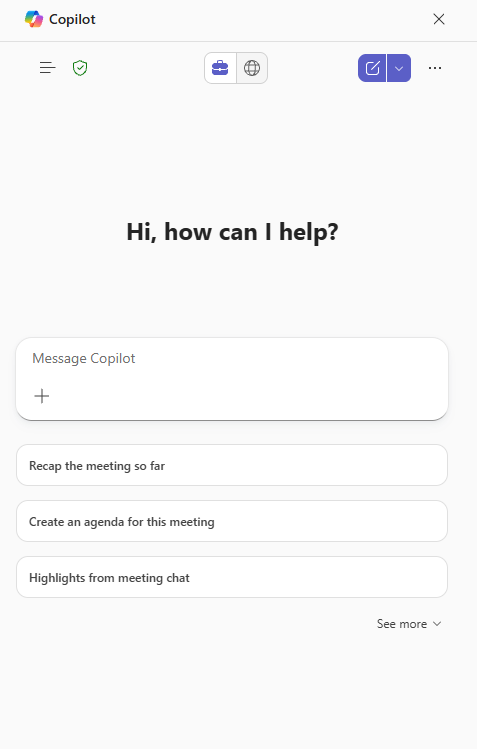 Copilot
Hi, how can I help?
Message Copilot
Recap the meeting so far
Create an agenda for this meeting
Highlights from meeting chat
See more